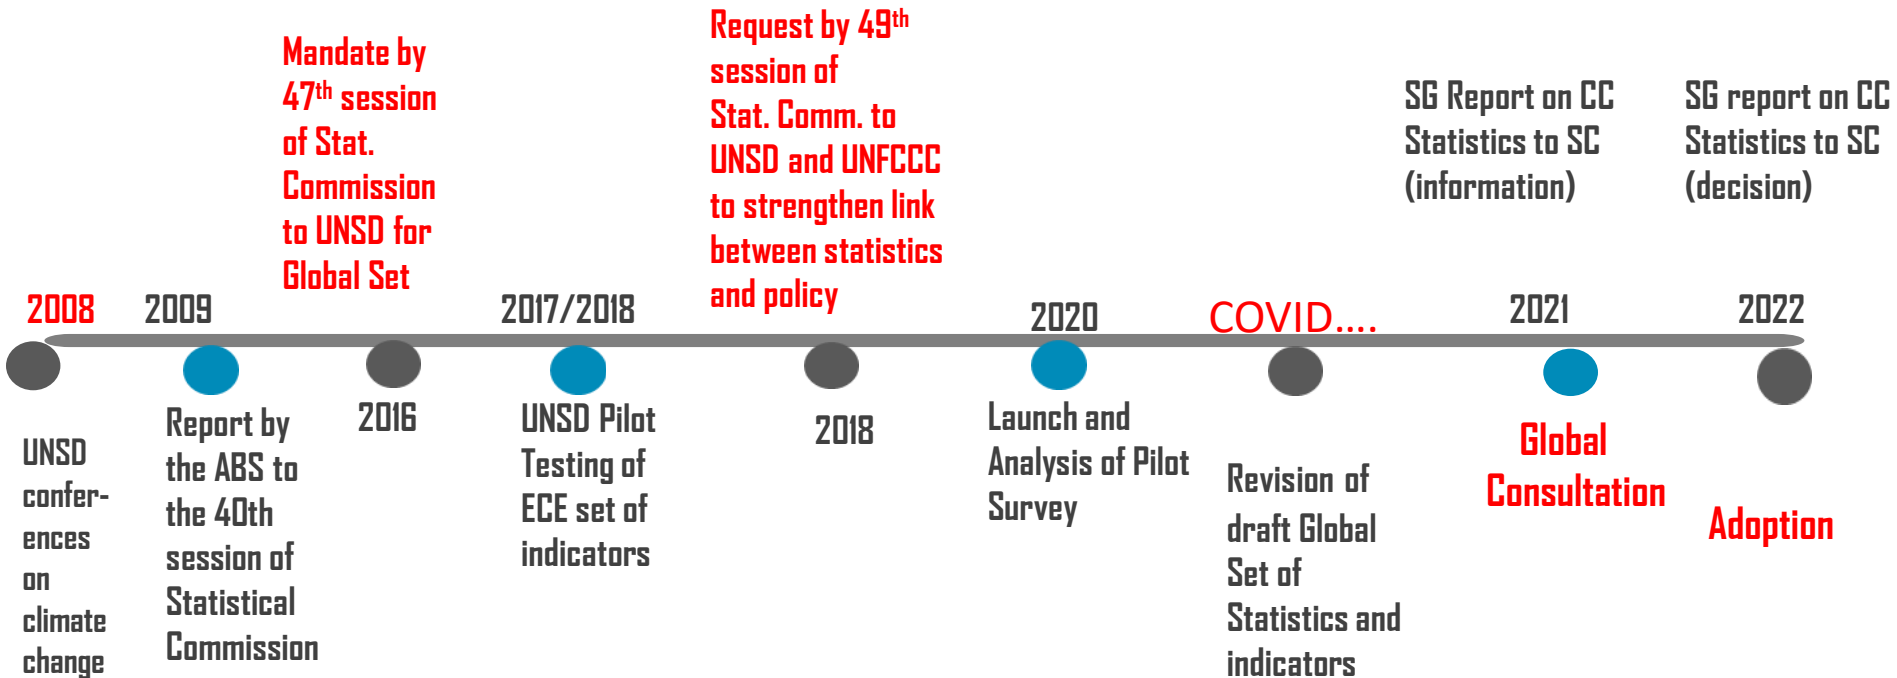 2008
UNSD
confer-
ences
on
climate
change
2009
Report by
the ABS to
the 40th
session of
Statistical
Commission
Mandate by
47th session
of Stat.
Commission
to UNSD for
Global Set
2016
2017/2018
UNSD Pilot
Testing of
ECE set of
indicators
Request by 49th
session of
Stat. Comm. to
UNSD and UNFCCC
to strengthen link
between statistics
and policy
2018
2020
Launch and
Analysis of Pilot
Survey
COVID....
Revision of
draft Global
Set of
Statistics and
indicators
SG Report on CC
Statistics to SC
(information)
2021
Global
Consultation
SG report on CC
Statistics to SC
(decision)
2022
Adoption